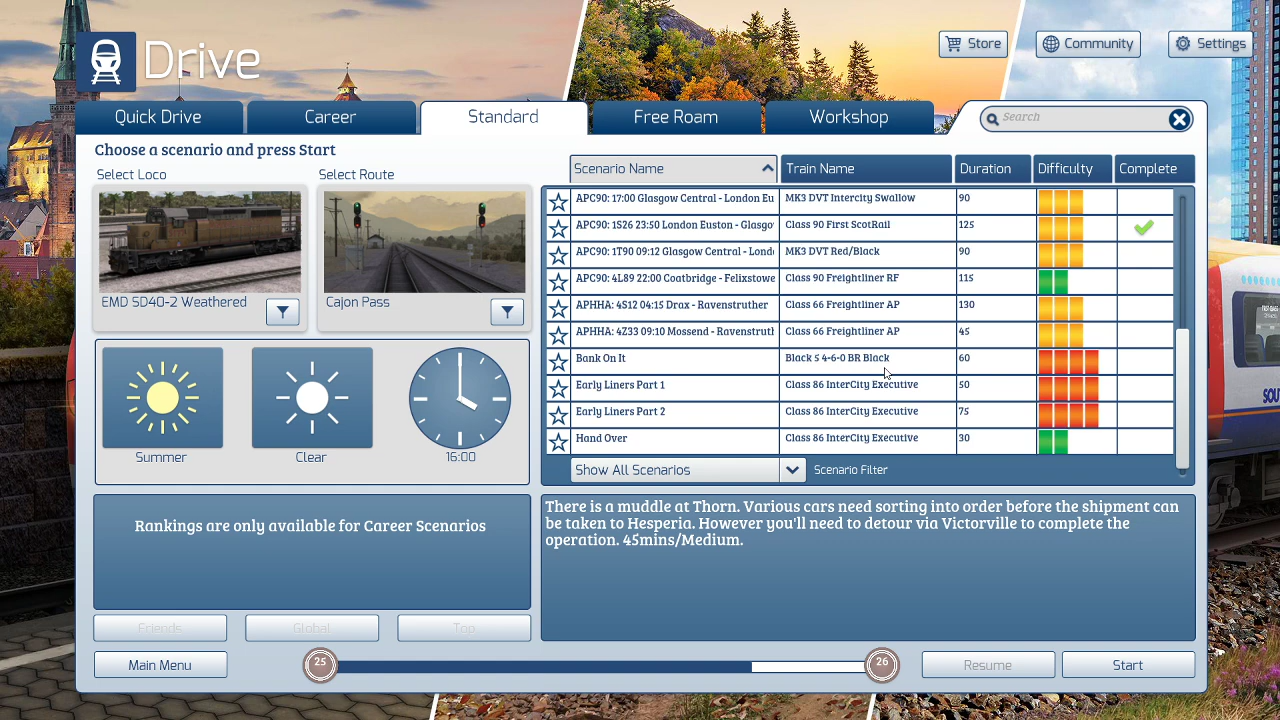 Drive
Store
Community
Settings
Quick Drive
Career
Standard
Free Roam
Workshop
Search
Choose a scenario and press Start
Select Loco
Select Route
EMD SD40-2 Weathered
Cajon Pass
Summer
Clear
16:00
Scenario Name
Train Name
Duration
Difficulty
Complete
APC90: 17:00 Glasgow Central - London Eu
MK3 DVT Intercity Swallow
90
APC90: 1S26 23:50 London Euston - Glasgo
Class 90 First ScotRail
125
APC90: 1T90 09:12 Glasgow Central - Lond
MK3 DVT Red/Black
90
APC90: 4L89 22:00 Coatbridge - Felixstowe
Class 90 Freightliner RF
115
APHHA: 4S12 04:15 Drax - Ravenstruther
Class 66 Freightliner AP
130
APHHA: 4Z33 09:10 Mossend - Ravenstruth
Class 66 Freightliner AP
45
Bank On It
Black 5 4-6-0 BR Black
60
Early Liners Part 1
Class 86 InterCity Executive
50
Early Liners Part 2
Class 86 InterCity Executive
75
Hand Over
Class 86 InterCity Executive
30
Show All Scenarios
Scenario Filter
Rankings are only available for Career Scenarios
There is a muddle at Thorn. Various cars need sorting into order before the shipment can
be taken to Hesperia. However you'll need to detour via Victorville to complete the
operation. 45mins/Medium.
Friends
Global
Top
Main Menu
25
26
Resume
Start
SOU